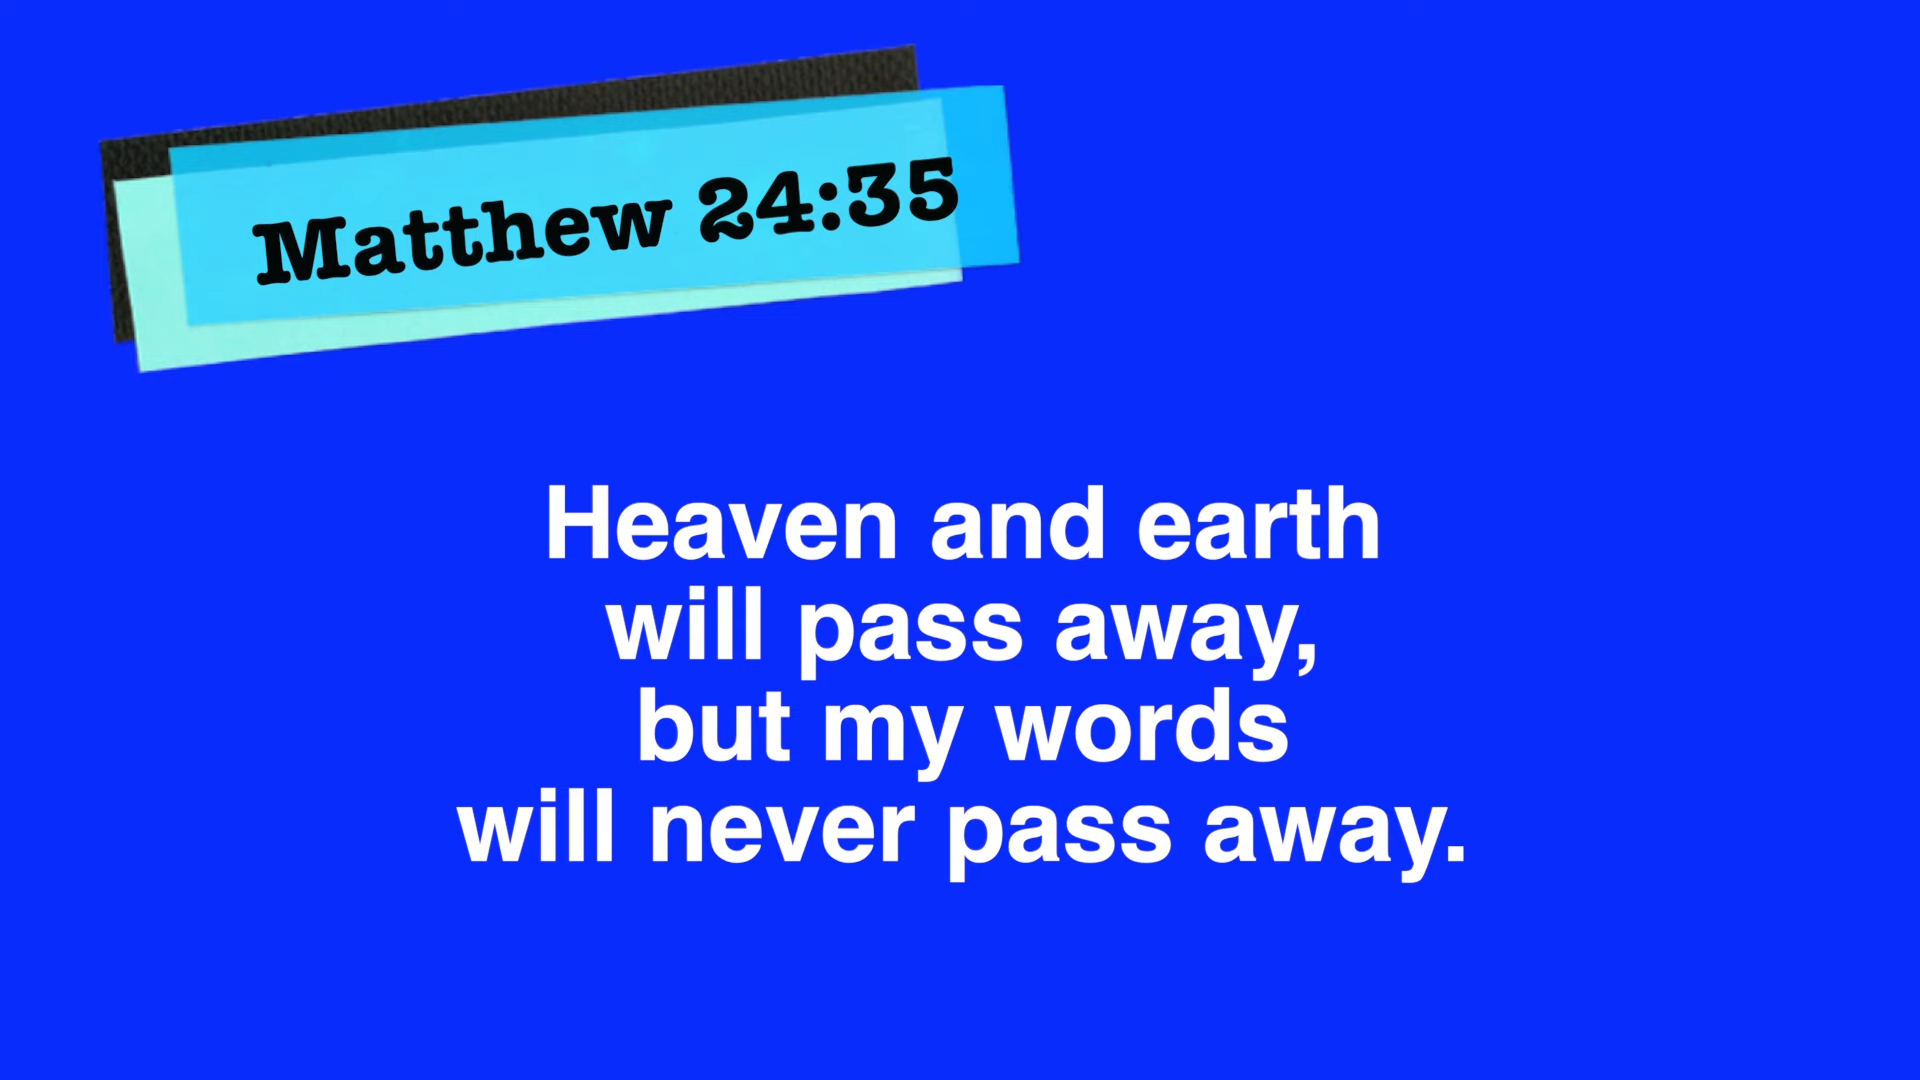 Matthew 24:35
Heaven and earth
will pass away,
but my words
will never pass away.